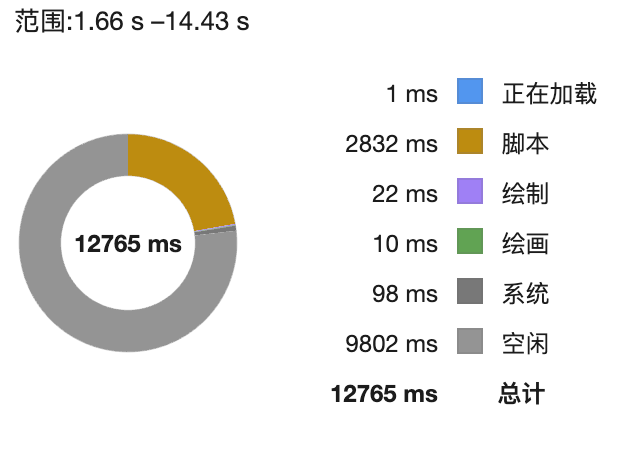 范围:1.66 s –14.43 s
1 ms 正在加载
2832 ms 脚本
22 ms 绘制
12765 ms
10 ms 绘画
98 ms 系统
9802 ms 空闲
12765 ms 总计